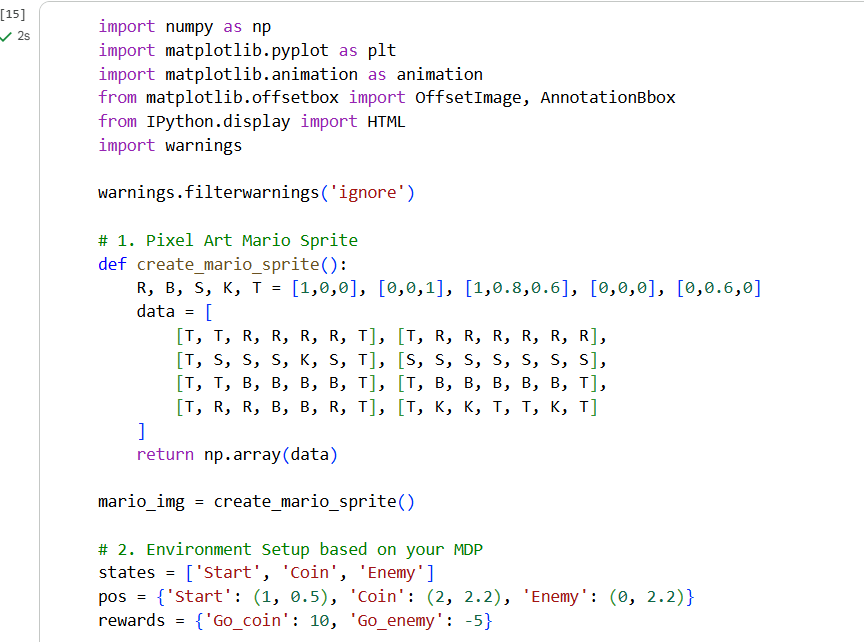 [15]
✓ 2s
import numpy as np
import matplotlib.pyplot as plt
import matplotlib.animation as animation
from matplotlib.offsetbox import OffsetImage, AnnotationBbox
from IPython.display import HTML
import warnings

warnings.filterwarnings('ignore')

# 1. Pixel Art Mario Sprite
def create_mario_sprite():
    R, B, S, K, T = [1,0,0], [0,0,1], [1,0.8,0.6], [0,0,0], [0,0.6,0]
    data = [
        [T, T, R, R, R, R, T], [T, R, R, R, R, R, R],
        [T, S, S, S, K, S, T], [S, S, S, S, S, S, S],
        [T, T, B, B, B, B, T], [T, B, B, B, B, B, T],
        [T, R, R, B, B, R, T], [T, K, K, T, T, K, T]
    ]
    return np.array(data)

mario_img = create_mario_sprite()

# 2. Environment Setup based on your MDP
states = ['Start', 'Coin', 'Enemy']
pos = {'Start': (1, 0.5), 'Coin': (2, 2.2), 'Enemy': (0, 2.2)}
rewards = {'Go_coin': 10, 'Go_enemy': -5}